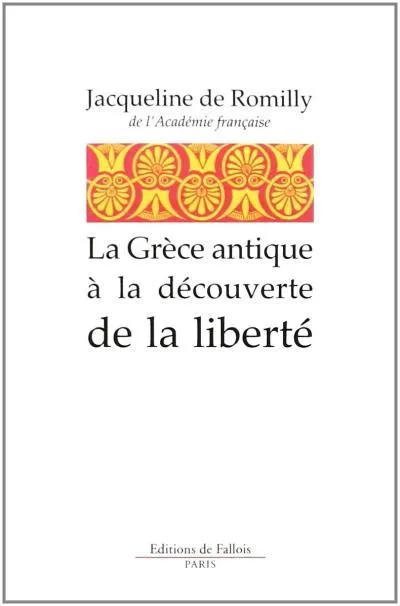 Jacqueline de Romilly
de l'Académie française
La Grèce antique
à la découverte
de la liberté
Editions de Fallois
PARIS